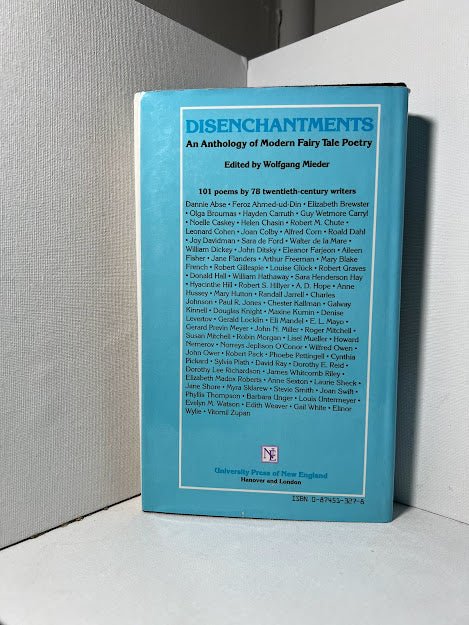 DISENCHANTMENTS
An Anthology of Modern Fairy Tale Poetry
Edited by Wolfgang Mieder
101 poems by 78 twentieth-century writers
Dannie Abse • Feroz Ahmed-ud-Din • Elizabeth Brewster
• Olga Broumas • Hayden Carruth • Guy Wetmore Carryl
• Noelle Caskey • Helen Chasin • Robert M. Chute •
Leonard Cohen • Joan Colby • Alfred Corn • Roald Dahl
• Joy Davidman • Sara de Ford • Walter de la Mare •
William Dickey • John Ditsky • Eleanor Farjeon • Aileen
Fisher • Jane Flanders • Arthur Freeman • Mary Blake
French • Robert Gillespie • Louise Glück • Robert Graves
• Donald Hall • William Hathaway • Sara Henderson Hay
• Hyacinthe Hill • Robert S. Hillyer • A. D. Hope • Anne
Hussey • Mary Hutton • Randall Jarrell • Charles
Johnson • Paul R. Jones • Chester Kallman • Galway
Kinnell • Douglas Knight • Maxine Kumin • Denise
Levertov • Gerald Locklin • Eli Mandel • E. L. Mayo •
Gerard Previn Meyer • John N. Miller • Roger Mitchell •
Susan Mitchell • Robin Morgan • Lisel Mueller • Howard
Nemerov • Norreys Jephson O'Conor • Wilfred Owen •
John Ower • Robert Pack • Phoebe Pettingell • Cynthia
Pickard • Sylvia Plath • David Ray • Dorothy E. Reid •
Dorothy Lee Richardson • James Whitcomb Riley •
Elizabeth Madox Roberts • Anne Sexton • Laurie Sheck •
Jane Shore • Myra Sklarew • Stevie Smith • Joan Swift •
Phyllis Thompson • Barbara Unger • Louis Untermeyer •
Evelyn M. Watson • Edith Weaver • Gail White • Elinor
Wylie • Vitomil Zupan
NE
University Press of New England
Hanover and London
ISBN 0-87451-327-6